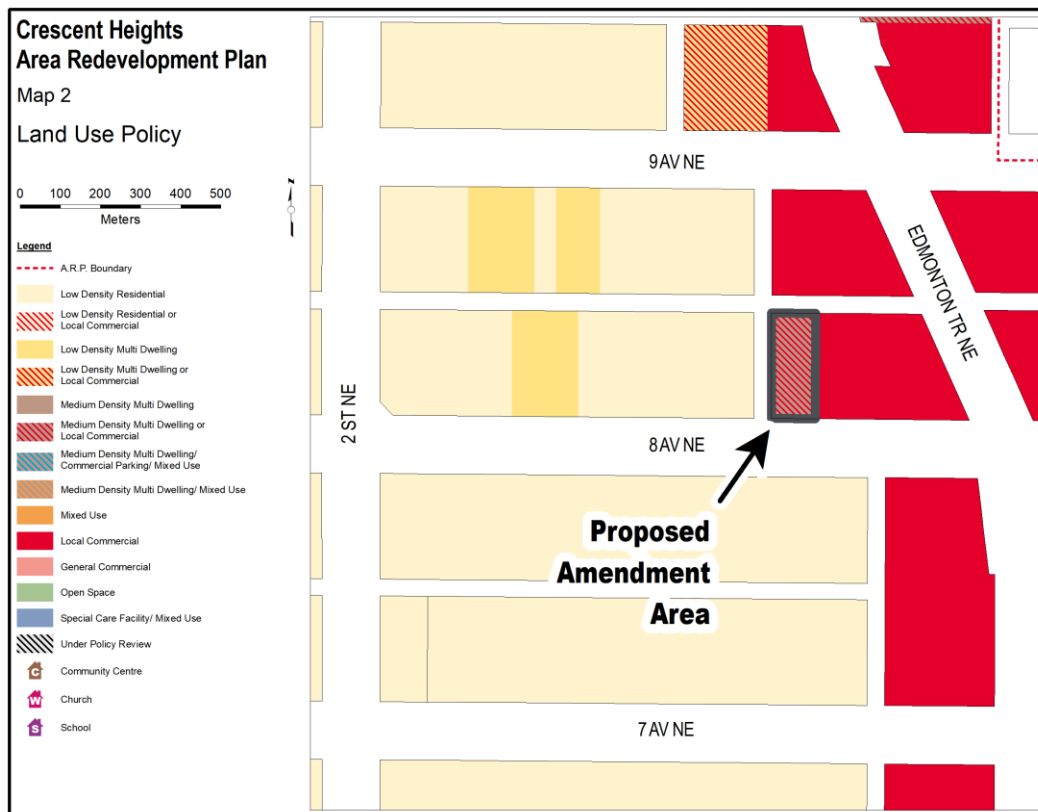 Crescent Heights
Area Redevelopment Plan
Map 2
Land Use Policy
0 100 200 300 400 500
Meters
Legend
A.R.P. Boundary
Low Density Residential
Low Density Residential or
Local Commercial
Low Density Multi Dwelling
Low Density Multi Dwelling or
Local Commercial
Medium Density Multi Dwelling
Medium Density Multi Dwelling or
Local Commercial
Medium Density Multi Dwelling/
Commercial Parking/ Mixed Use
Medium Density Multi Dwelling/ Mixed Use
Mixed Use
Local Commercial
General Commercial
Open Space
Special Care Facility/ Mixed Use
Under Policy Review
C Community Centre
W Church
S School
z
9 AV NE
EDMONTON TR NE
2 ST NE
8 AV NE
Proposed
Amendment
Area
7 AV NE